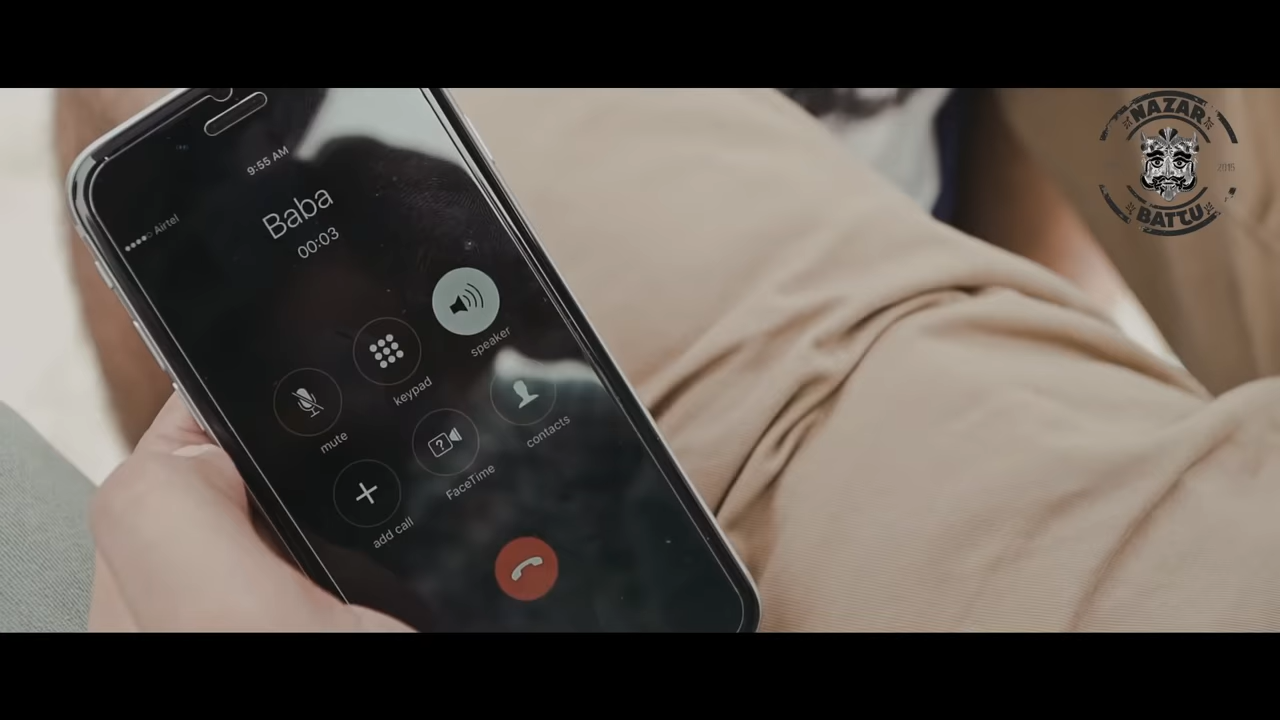 9:55 AM
Airtel
Baba
00:03
mute
keypad
speaker
add call
FaceTime
?
contacts
NAZAR
2015
BATTU